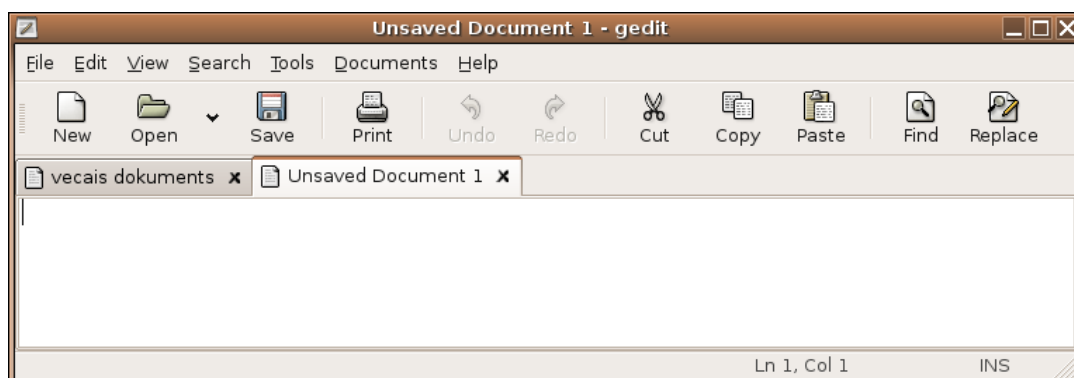 Unsaved Document 1 - gedit
File Edit View Search Tools Documents Help
New Open Save Print Undo Redo Cut Copy Paste Find Replace
vecais dokuments Unsaved Document 1
Ln 1, Col 1 INS